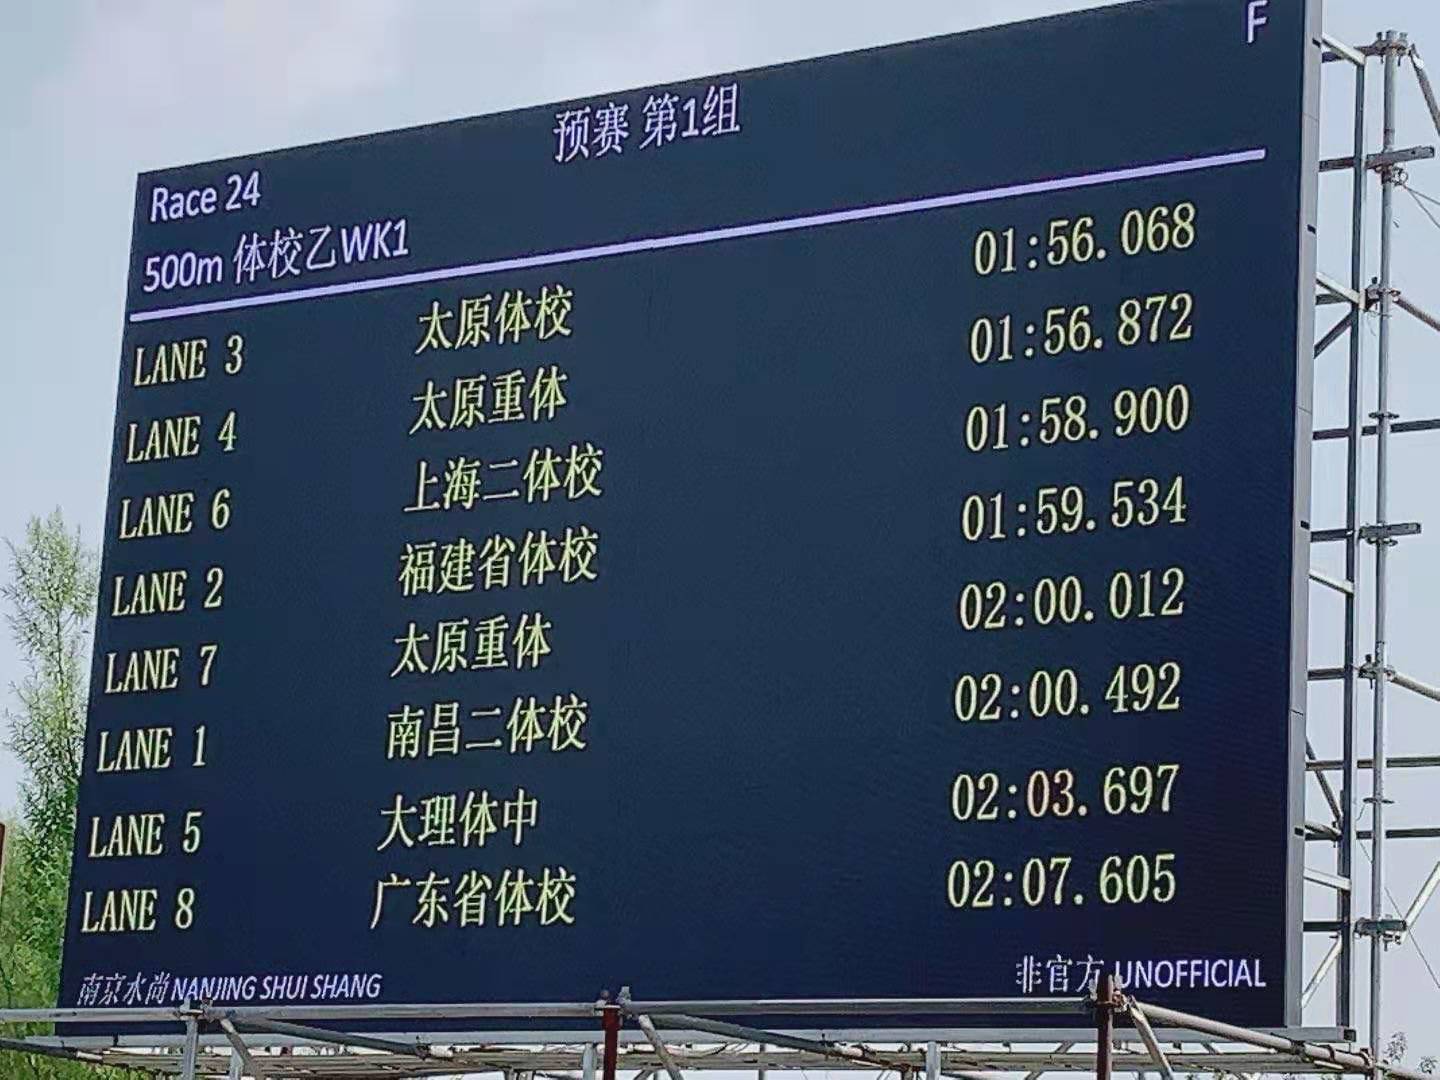 F
预赛 第1组
Race 24
500m 体校乙WK1
LANE 3 太原体校 01:56.068
LANE 4 太原重体 01:56.872
LANE 6 上海二体校 01:58.900
LANE 2 福建省体校 01:59.534
LANE 7 太原重体 02:00.012
LANE 1 南昌二体校 02:00.492
LANE 5 大理体中 02:03.697
LANE 8 广东省体校 02:07.605
南京水尚 NANJING SHUI SHANG 非官方 UNOFFICIAL